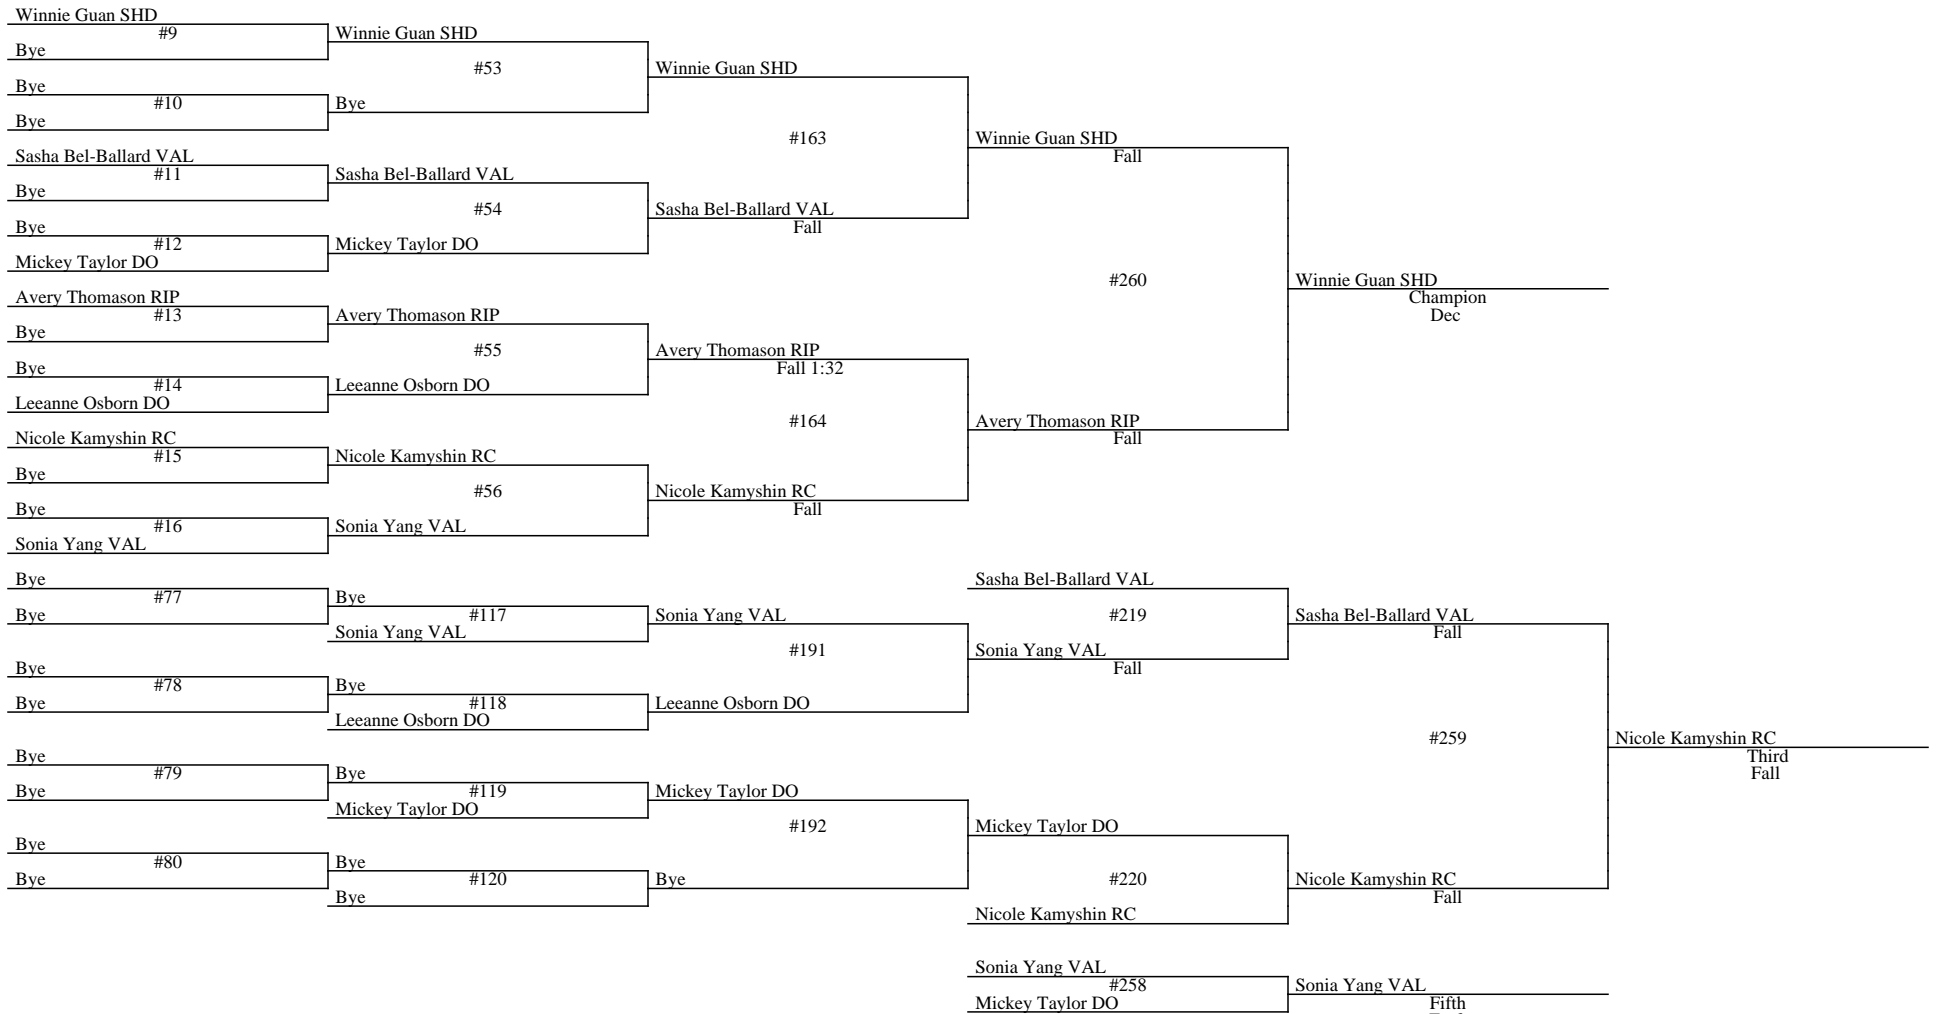 Winnie Guan SHD
#9
Bye
Winnie Guan SHD
#53
Bye
#10
Bye
Bye
Winnie Guan SHD
#163
Sasha Bel-Ballard VAL
#11
Bye
Sasha Bel-Ballard VAL
#54
Bye
#12
Mickey Taylor DO
Mickey Taylor DO
Sasha Bel-Ballard VAL
Fall
Winnie Guan SHD
Fall
#260
Avery Thomason RIP
#13
Bye
Avery Thomason RIP
#55
Bye
#14
Leeanne Osborn DO
Leeanne Osborn DO
Avery Thomason RIP
Fall 1:32
#164
Nicole Kamyshin RC
#15
Bye
Nicole Kamyshin RC
#56
Bye
#16
Sonia Yang VAL
Sonia Yang VAL
Nicole Kamyshin RC
Fall
Avery Thomason RIP
Fall
Winnie Guan SHD
Champion
Dec
Bye
#77
Bye
Bye
#117
Sonia Yang VAL
Sonia Yang VAL
#191
Bye
#78
Bye
Bye
#118
Leeanne Osborn DO
Leeanne Osborn DO
Sasha Bel-Ballard VAL
#219
Sonia Yang VAL
Fall
Sasha Bel-Ballard VAL
Fall
#259
Bye
#79
Bye
Bye
#119
Mickey Taylor DO
Mickey Taylor DO
#192
Bye
#80
Bye
Bye
#120
Bye
Bye
Mickey Taylor DO
#220
Nicole Kamyshin RC
Nicole Kamyshin RC
Fall
Nicole Kamyshin RC
Third
Fall
Sonia Yang VAL
#258
Mickey Taylor DO
Sonia Yang VAL
Fifth